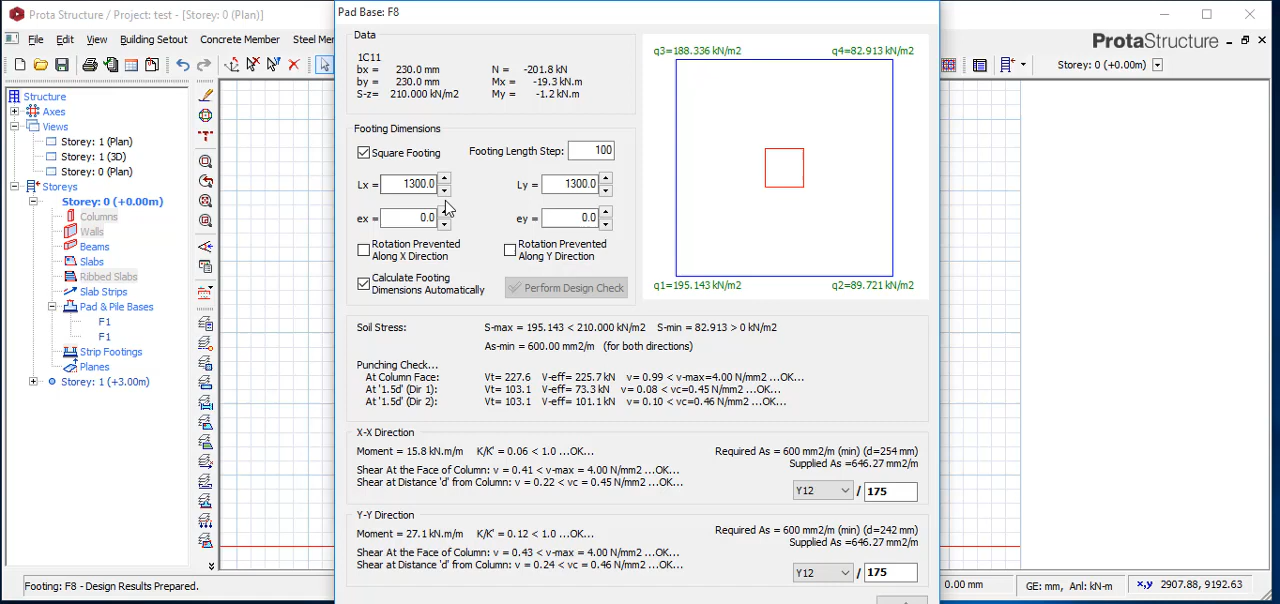 Prota Structure / Project: test - [Storey: 0 (Plan)]
File Edit View Building Setout Concrete Member Steel Mem
ProtaStructure
Storey: 0 (+0.00m)
Structure
Axes
Views
Storey: 1 (Plan)
Storey: 1 (3D)
Storey: 0 (Plan)
Storeys
Storey: 0 (+0.00m)
Columns
Walls
Beams
Slabs
Ribbed Slabs
Slab Strips
Pad & Pile Bases
F1
F1
Strip Footings
Planes
Storey: 1 (+3.00m)
Pad Base: F8
Data
1C11
bx = 230.0 mm N = -201.8 kN
by = 230.0 mm Mx = -19.3 kN.m
S-z= 210.000 kN/m2 My = -1.2 kN.m
Footing Dimensions
Square Footing Footing Length Step: 100
Lx = 1300.0 Ly = 1300.0
ex = 0.0 ey = 0.0
Rotation Prevented Along X Direction
Rotation Prevented Along Y Direction
Calculate Footing Dimensions Automatically
Perform Design Check
q3=188.336 kN/m2 q4=82.913 kN/m2
q1=195.143 kN/m2 q2=89.721 kN/m2
Soil Stress: S-max = 195.143 < 210.000 kN/m2 S-min = 82.913 > 0 kN/m2
As-min = 600.00 mm2/m (for both directions)
Punching Check...
At Column Face: Vt= 227.6 V-eff= 225.7 kN v= 0.99 < v-max=4.00 N/mm2 ...OK...
At '1.5d' (Dir 1): Vt= 103.1 V-eff= 73.3 kN v= 0.08 < vc=0.45 N/mm2 ...OK...
At '1.5d' (Dir 2): Vt= 103.1 V-eff= 101.1 kN v= 0.10 < vc=0.46 N/mm2 ...OK...
X-X Direction
Moment = 15.8 kN.m/m K/K' = 0.06 < 1.0 ...OK... Required As = 600 mm2/m (min) (d=254 mm)
Supplied As =646.27 mm2/m
Shear At the Face of Column: v = 0.41 < v-max = 4.00 N/mm2 ...OK...
Shear at Distance 'd' from Column: v = 0.22 < vc = 0.45 N/mm2 ...OK...
Y12 / 175
Y-Y Direction
Moment = 27.1 kN.m/m K/K' = 0.12 < 1.0 ...OK... Required As = 600 mm2/m (min) (d=242 mm)
Supplied As =646.27 mm2/m
Shear At the Face of Column: v = 0.43 < v-max = 4.00 N/mm2 ...OK...
Shear at Distance 'd' from Column: v = 0.24 < vc = 0.46 N/mm2 ...OK...
Y12 / 175
Footing: F8 - Design Results Prepared.
0.00 mm GE: mm, Anl: kN-m x,y 2907.88, 9192.63